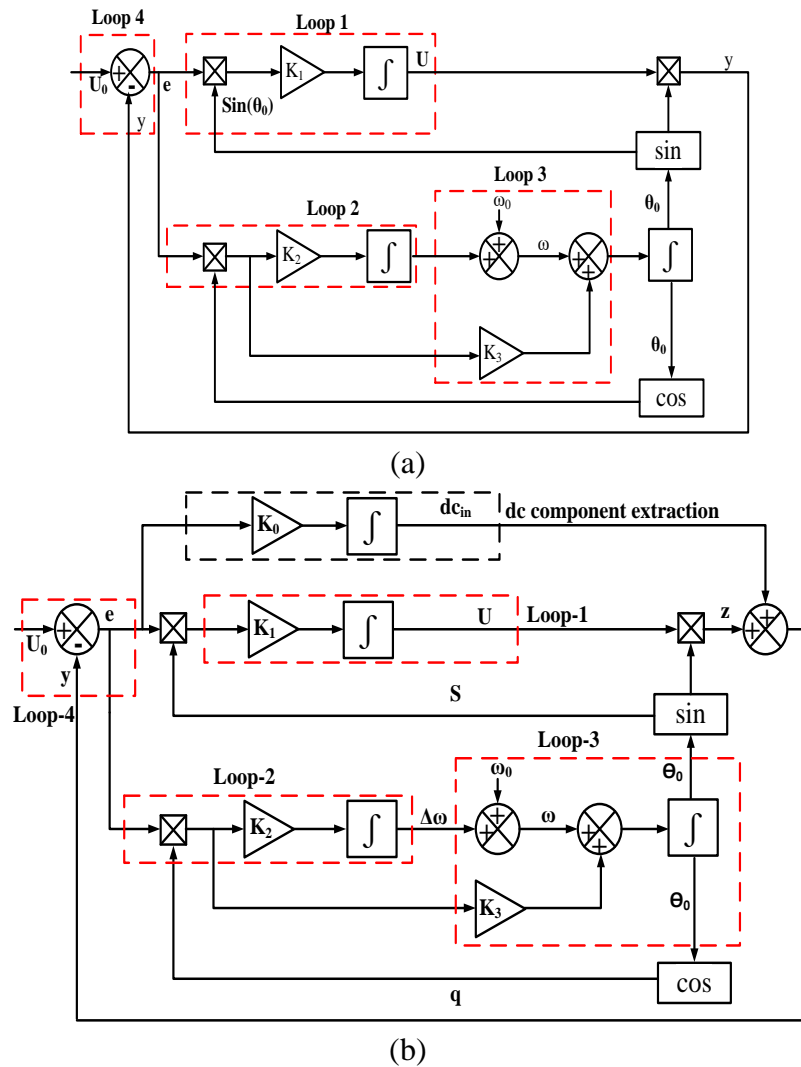 Loop 4
Loop 1
U₀
+
-
e
y
K₁
∫
U
y
Sin(θ₀)
sin
Loop 3
Loop 2
θ₀
ω₀
K₂
∫
+
+
ω
+
+
∫
K₃
θ₀
cos
(a)
K₀
∫
dcᵢₙ
dc component extraction
e
U₀
+
-
y
Loop-4
K₁
∫
U
Loop-1
z
+
+
S
sin
Loop-3
Loop-2
ω₀
θ₀
K₂
∫
Δω
+
+
ω
+
+
∫
K₃
θ₀
cos
q
(b)